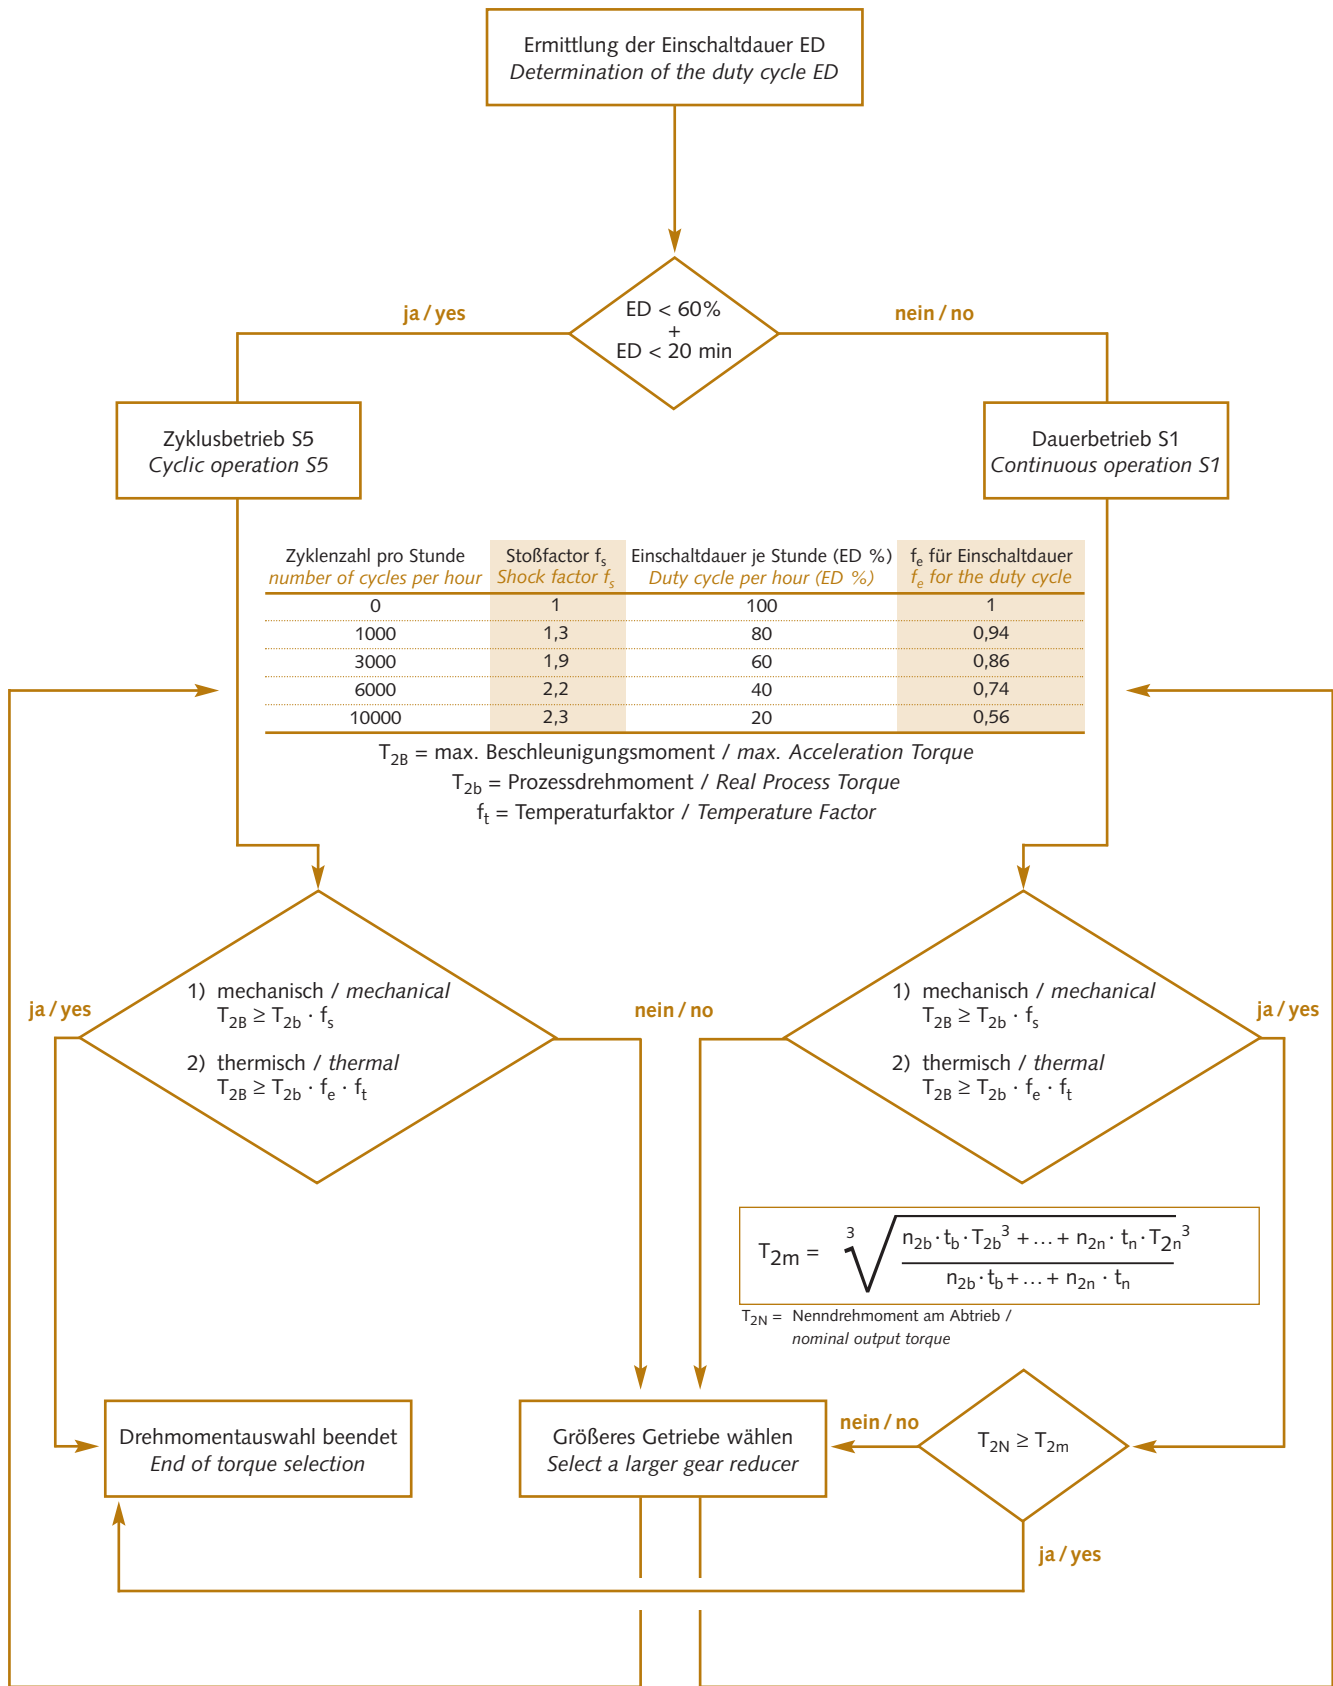 Ermittlung der Einschaltdauer ED
Determination of the duty cycle ED
ja / yes
ED < 60%
+
ED < 20 min
nein / no
Zyklusbetrieb S5
Cyclic operation S5
Dauerbetrieb S1
Continuous operation S1
Zyklenzahl pro Stunde Stoßfactor fs Einschaltdauer je Stunde (ED %) fe für Einschaltdauer
number of cycles per hour Shock factor fs Duty cycle per hour (ED %) fe for the duty cycle
0 1 100 1
1000 1,3 80 0,94
3000 1,9 60 0,86
6000 2,2 40 0,74
10000 2,3 20 0,56
T2B = max. Beschleunigungsmoment / max. Acceleration Torque
T2b = Prozessdrehmoment / Real Process Torque
ft = Temperaturfaktor / Temperature Factor
ja / yes
1) mechanisch / mechanical
T2B ≥ T2b · fs
2) thermisch / thermal
T2B ≥ T2b · fe · ft
nein / no
1) mechanisch / mechanical
T2B ≥ T2b · fs
2) thermisch / thermal
T2B ≥ T2b · fe · ft
ja / yes
T2m = ³√ n2b · t b · T2b³ + … + n2n · tn · T2n³
n2b · t b + … + n2n · tn
T2N = Nenndrehmoment am Abtrieb /
nominal output torque
Drehmomentauswahl beendet
End of torque selection
Größeres Getriebe wählen
Select a larger gear reducer
nein / no
T2N ≥ T2m
ja / yes